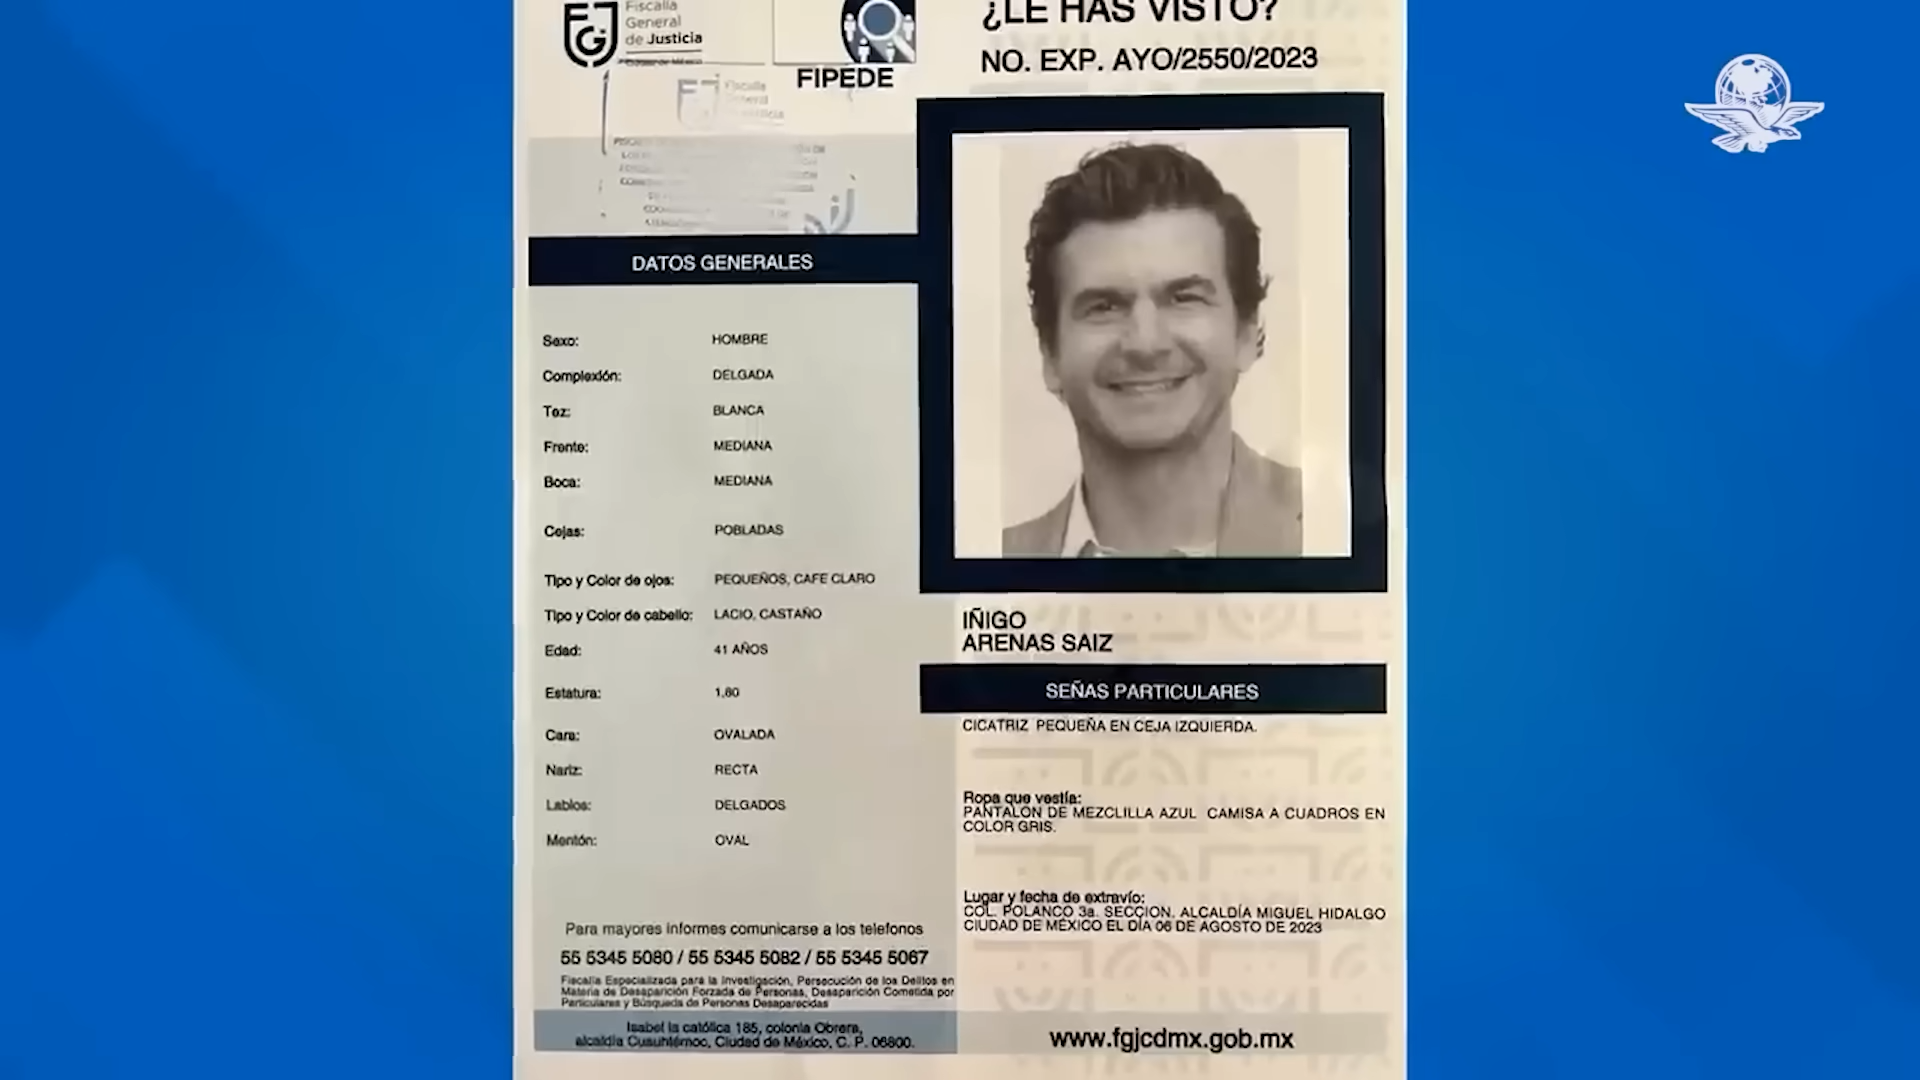 Fiscalía
General
de Justicia
Ciudad de México
FIPEDE
¿LE HAS VISTO?
NO. EXP. AYO/2550/2023
Fiscalía
General
DATOS GENERALES
Sexo: HOMBRE
Complexión: DELGADA
Tez: BLANCA
Frente: MEDIANA
Boca: MEDIANA
Cejas: POBLADAS
Tipo y Color de ojos: PEQUEÑOS, CAFE CLARO
Tipo y Color de cabello: LACIO, CASTAÑO
Edad: 41 AÑOS
Estatura: 1.80
Cara: OVALADA
Nariz: RECTA
Labios: DELGADOS
Mentón: OVAL
Para mayores informes comunicarse a los telefonos
55 5345 5080 / 55 5345 5082 / 55 5345 5067
Fiscalía Especializada para la Investigación, Persecución de los Delitos en
Materia de Desaparición Forzada de Personas, Desaparición Cometida por
Particulares y Búsqueda de Personas Desaparecidas
Isabel la católica 185, colonia Obrera,
alcaldía Cuauhtémoc, Ciudad de México, C. P. 06800.
IÑIGO
ARENAS SAIZ
SEÑAS PARTICULARES
CICATRIZ PEQUEÑA EN CEJA IZQUIERDA.
Ropa que vestía:
PANTALON DE MEZCLILLA AZUL CAMISA A CUADROS EN
COLOR GRIS.
Lugar y fecha de extravío:
COL. POLANCO 3a. SECCION, ALCALDÍA MIGUEL HIDALGO
CIUDAD DE MÉXICO EL DÍA 06 DE AGOSTO DE 2023
www.fgjcdmx.gob.mx